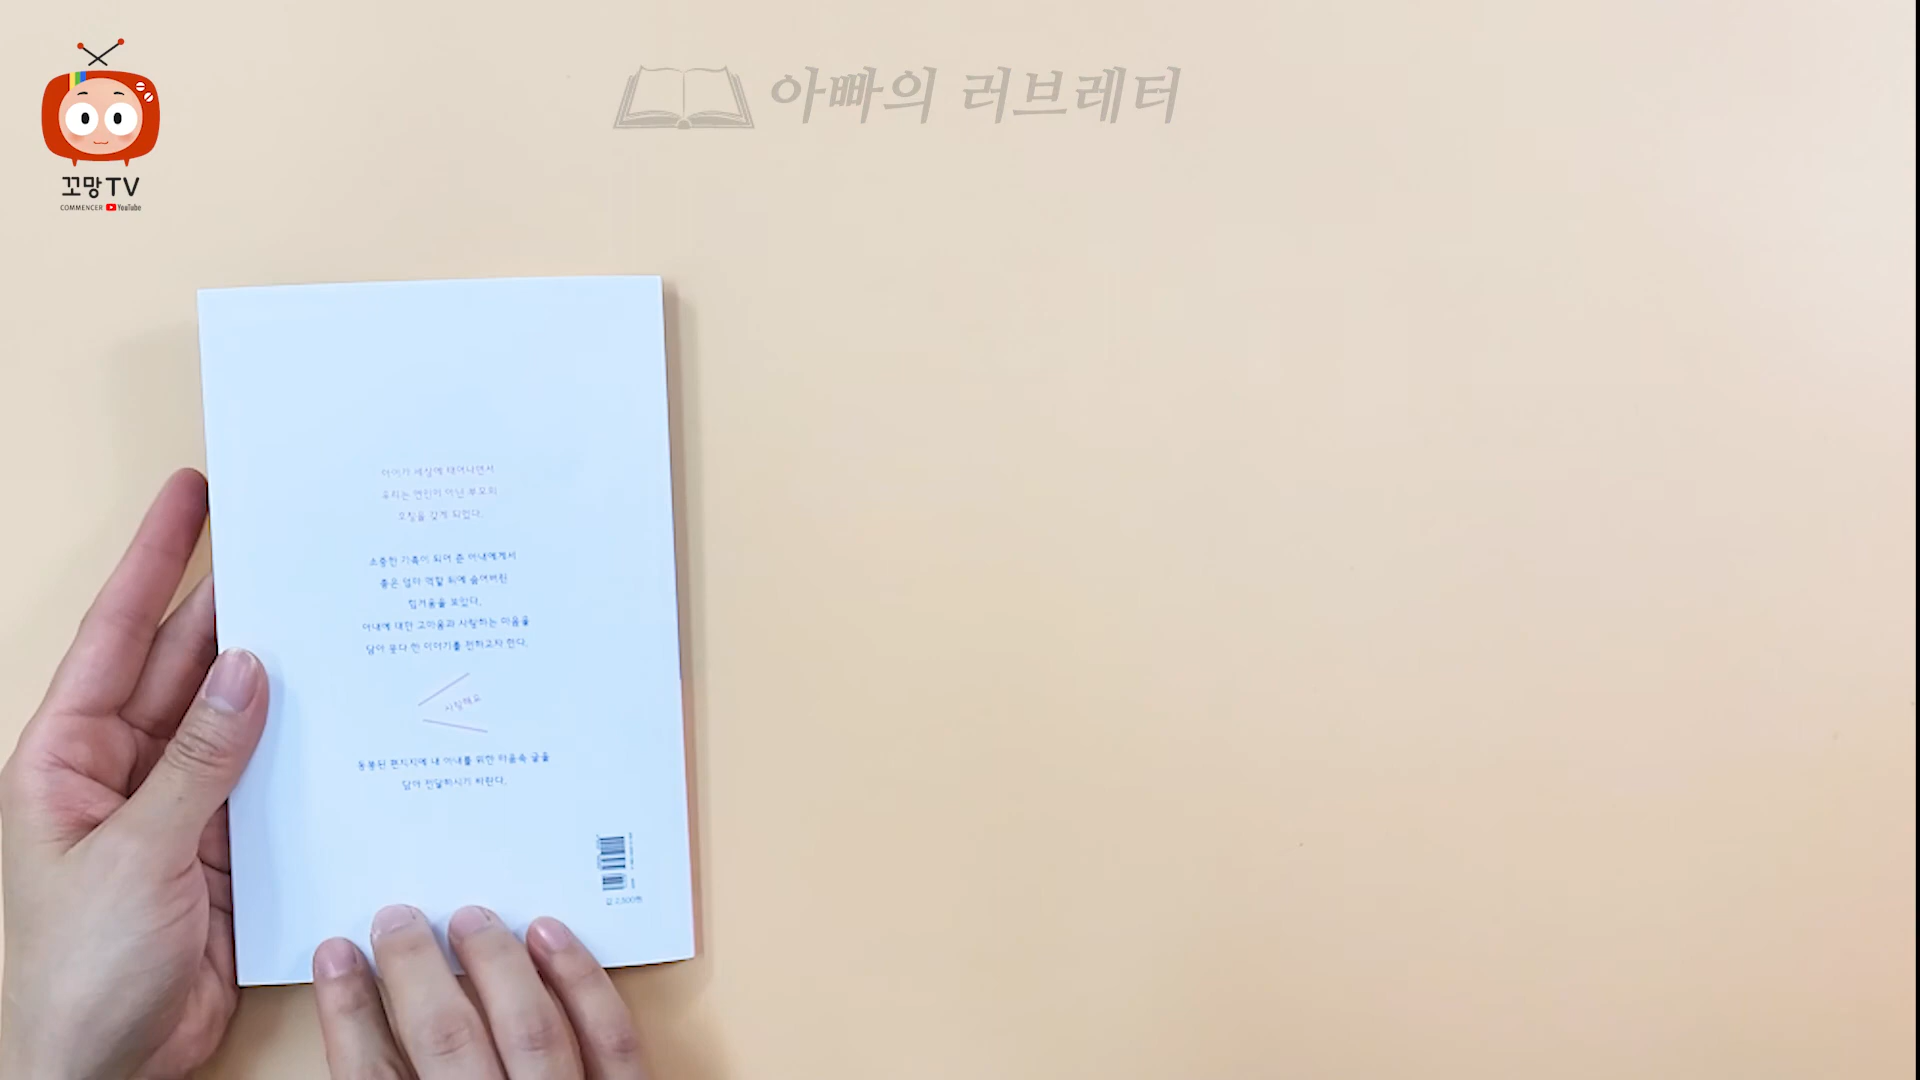 꼬망TV
COMMENCER YouTube
아빠의 러브레터
아이가 세상에 태어나면서
우리는 연인이 아닌 부모의
호칭을 갖게 되었다.
소중한 가족이 되어 준 아내에게서
좋은 엄마 역할 뒤에 숨어버린
힘겨움을 보았다.
아내에 대한 고마움과 사랑하는 마음을
담아 못다 한 이야기를 전하고자 한다.
사랑해요
동봉된 편지지에 내 아내를 위한 마음속 글을
담아 전달하시기 바란다.
값 2,500원